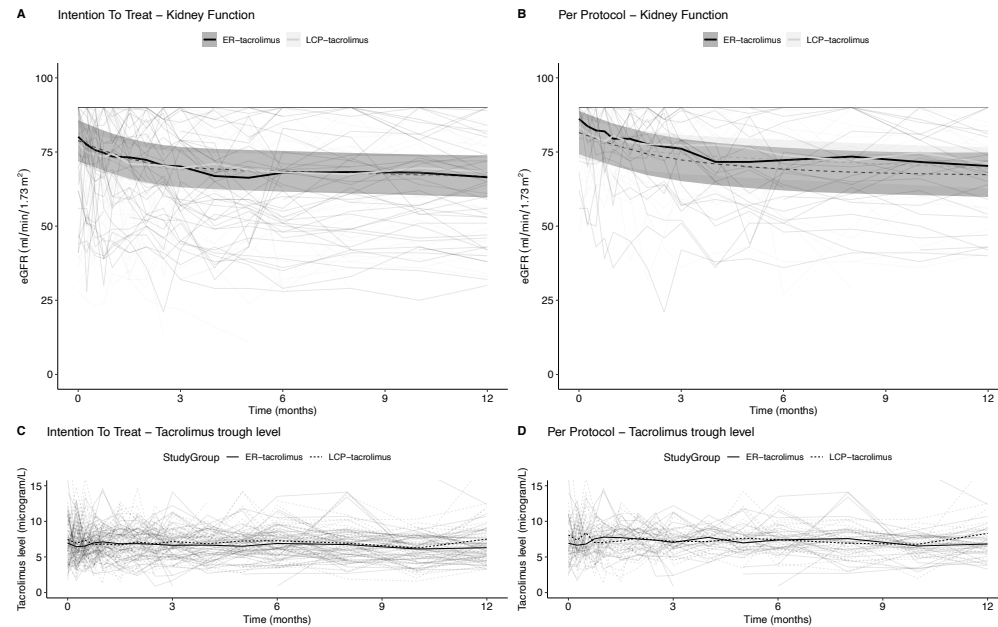 A Intention To Treat – Kidney Function
ER−tacrolimus LCP−tacrolimus
100
75
50
25
0
eGFR (ml/min/1.73 m²)
0 3 6 9 12
Time (months)
B Per Protocol – Kidney Function
ER−tacrolimus LCP−tacrolimus
100
75
50
25
0
eGFR (ml/min/1.73 m²)
0 3 6 9 12
Time (months)
C Intention To Treat – Tacrolimus trough level
StudyGroup ER−tacrolimus LCP−tacrolimus
15
10
5
0
Tacrolimus level (microgram/L)
0 3 6 9 12
Time (months)
D Per Protocol – Tacrolimus trough level
StudyGroup ER−tacrolimus LCP−tacrolimus
15
10
5
0
Tacrolimus level (microgram/L)
0 3 6 9 12
Time (months)